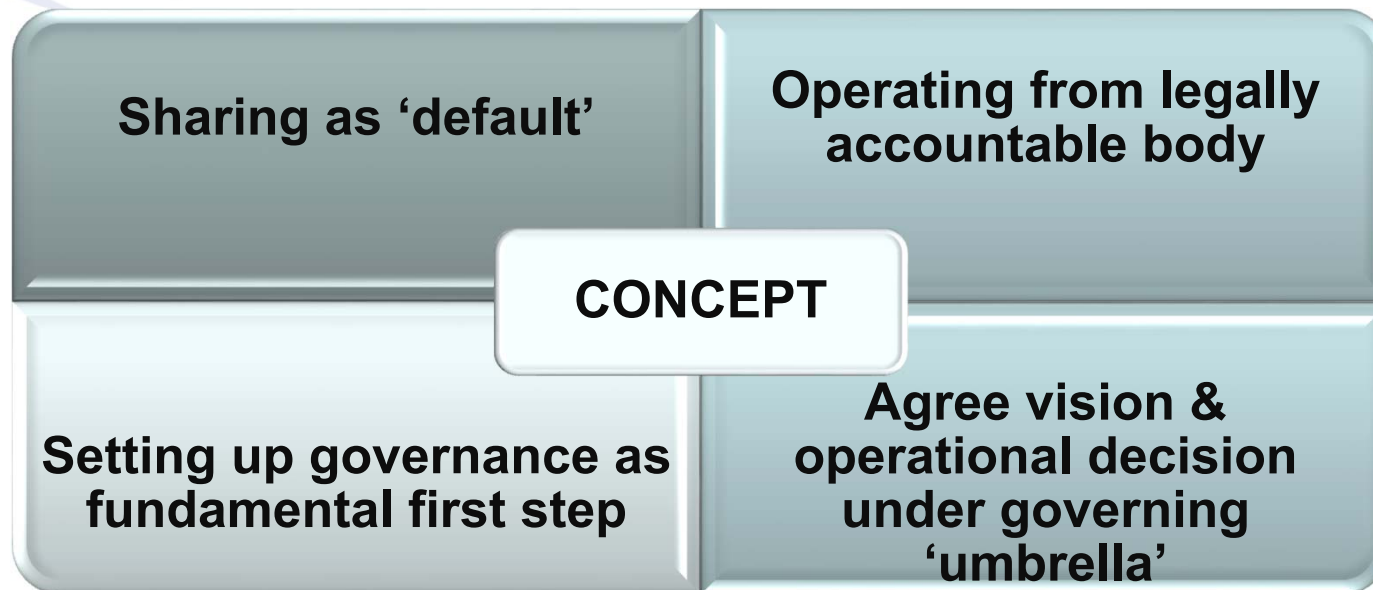 Sharing as ‘default’
Operating from legally
accountable body
CONCEPT
Setting up governance as
fundamental first step
Agree vision &
operational decision
under governing
‘umbrella’